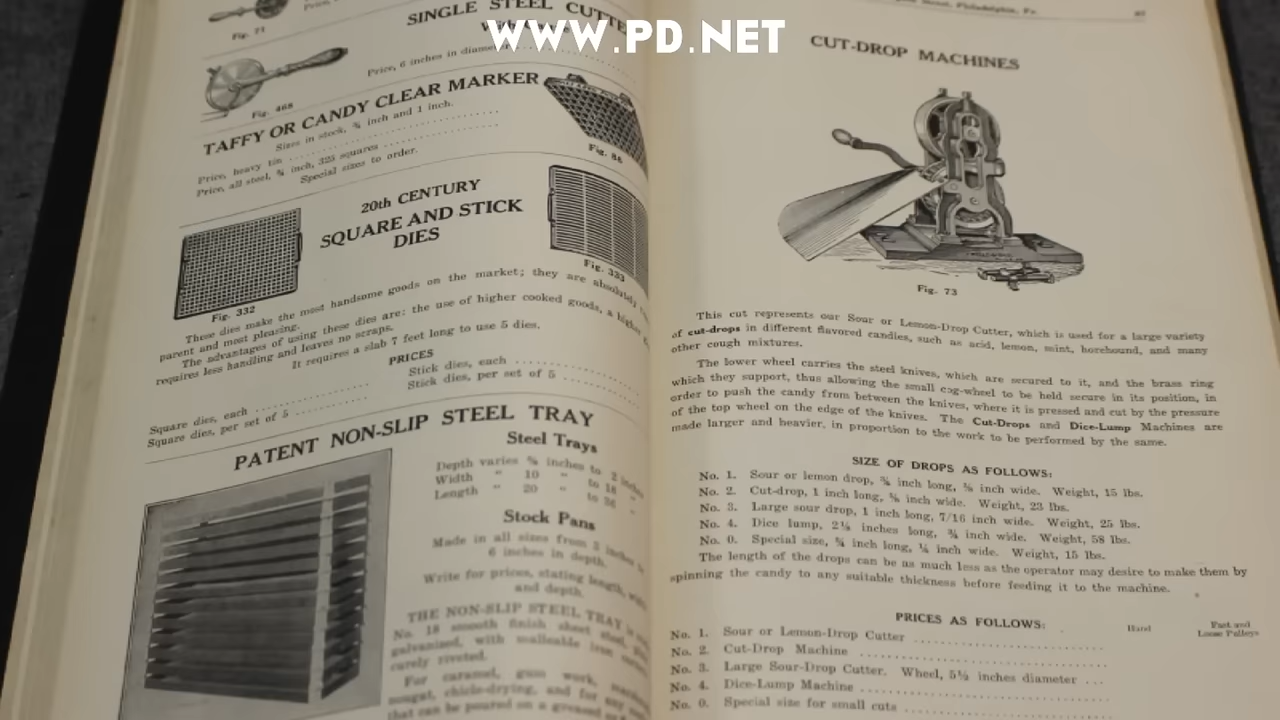 WWW.PD.NET
Fig. 71
SINGLE STEEL CUTTE
Price, 6 inches in diameter
Fig. 468
TAFFY OR CANDY CLEAR MARKER
Sizes in stock, ¾ inch and 1 inch.
Price, heavy tin
Price, all steel, ¾ inch, 325 squares
Special sizes to order.
Fig. 86
20th CENTURY
SQUARE AND STICK
DIES
Fig. 332
Fig. 333
These dies make the most handsome goods on the market; they are absolutely
parent and most pleasing.
The advantages of using these dies are: the use of higher cooked goods, a higher
requires less handling and leaves no scraps.
It requires a slab 7 feet long to use 5 dies.
PRICES
Stick dies, each
Stick dies, per set of 5
Square dies, each
Square dies, per set of 5
PATENT NON-SLIP STEEL TRAY
Steel Trays
Depth varies ¾ inches to 2 inches
Width " 10 " to 18 "
Length " 20 " to 36 "
Stock Pans
Made in all sizes from 3 inches to
6 inches in depth.
Write for prices, stating length, width
and depth.
THE NON-SLIP STEEL TRAY is
No. 18 smooth finish sheet steel,
galvanized, with malleable iron
curely riveted.
For caramel, gum work,
nougat, chicle-drying, and for any
that can be poured on a greased
Philadelphia, Pa.
CUT-DROP MACHINES
Fig. 73
This cut represents our Sour or Lemon-Drop Cutter, which is used for a large variety
of cut-drops in different flavored candies, such as acid, lemon, mint, horehound, and many
other cough mixtures.
The lower wheel carries the steel knives, which are secured to it, and the brass ring
which they support, thus allowing the small cog-wheel to be held secure in its position, in
order to push the candy from between the knives, where it is pressed and cut by the pressure
of the top wheel on the edge of the knives. The Cut-Drops and Dice-Lump Machines are
made larger and heavier, in proportion to the work to be performed by the same.
SIZE OF DROPS AS FOLLOWS:
No. 1. Sour or lemon drop, ¾ inch long, ⅜ inch wide. Weight, 15 lbs.
No. 2. Cut-drop, 1 inch long, ⅝ inch wide. Weight, 23 lbs.
No. 3. Large sour drop, 1 inch long, 7/16 inch wide. Weight, 25 lbs.
No. 4. Dice lump, 2⅛ inches long, ¾ inch wide. Weight, 58 lbs.
No. 0. Special size, ¾ inch long, ¼ inch wide. Weight, 15 lbs.
The length of the drops can be as much less as the operator may desire to make them by
spinning the candy to any suitable thickness before feeding it to the machine.
PRICES AS FOLLOWS:
Hand
Fast and
Loose Pulleys
No. 1. Sour or Lemon-Drop Cutter
No. 2. Cut-Drop Machine
No. 3. Large Sour-Drop Cutter. Wheel, 5½ inches diameter
No. 4. Dice-Lump Machine
No. 0. Special size for small cuts